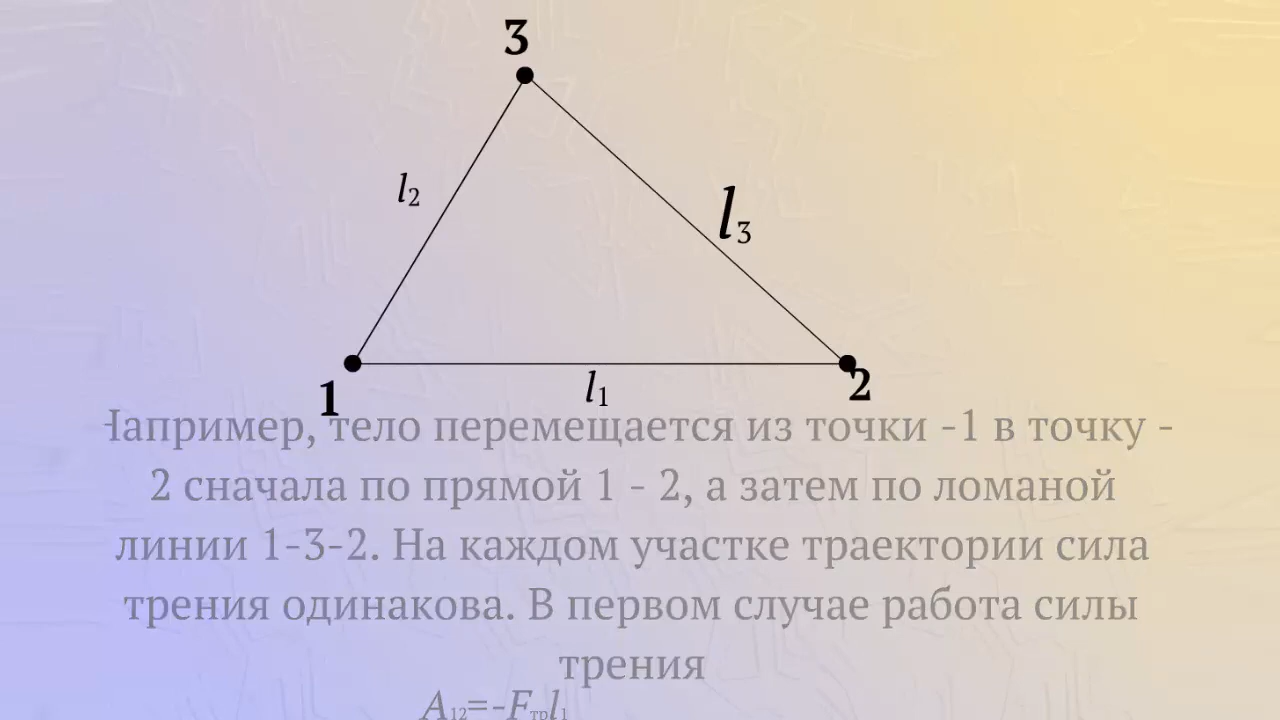 3
l2
l3
1
l1
2
Например, тело перемещается из точки -1 в точку -
2 сначала по прямой 1 - 2, а затем по ломаной
линии 1-3-2. На каждом участке траектории сила
трения одинакова. В первом случае работа силы
трения
A12=-Fтрl1